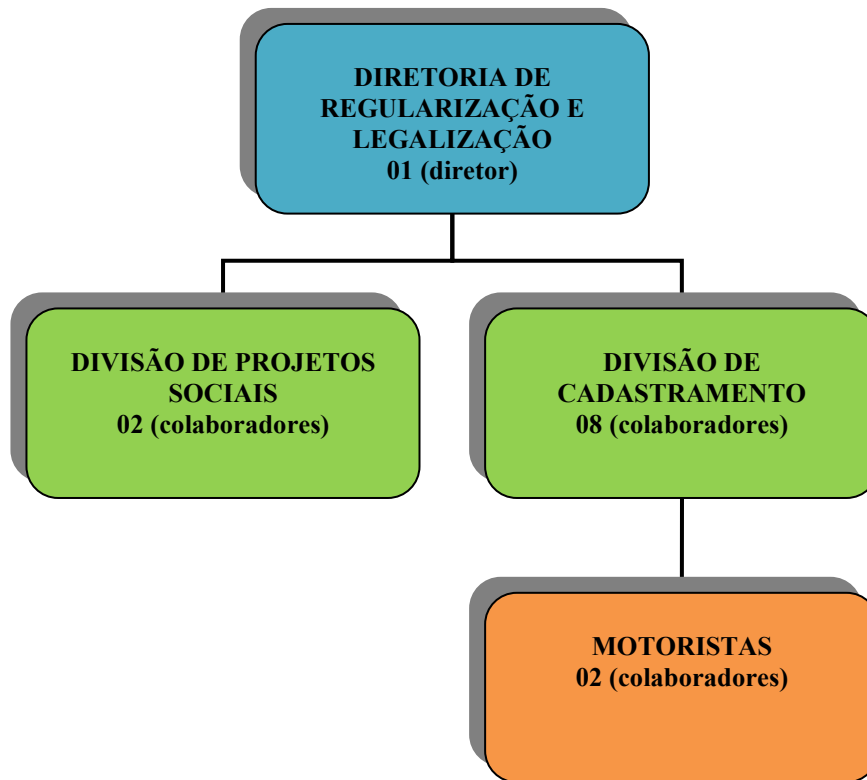 DIRETORIA DE
REGULARIZAÇÃO E
LEGALIZAÇÃO
01 (diretor)
DIVISÃO DE PROJETOS
SOCIAIS
02 (colaboradores)
DIVISÃO DE
CADASTRAMENTO
08 (colaboradores)
MOTORISTAS
02 (colaboradores)